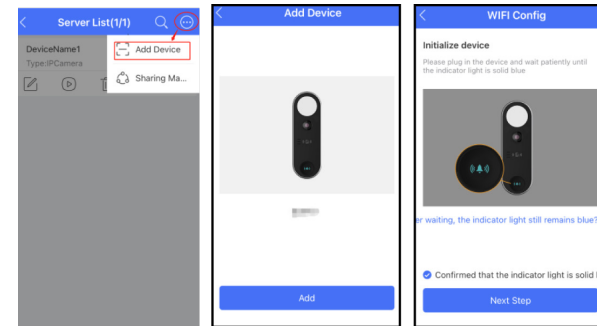 Server List(1/1)
Add Device
DeviceName1
Type:IPCamera
Sharing Ma...
Add Device
Add
WIFI Config
Initialize device
Please plug in the device and wait patiently until
the indicator light is solid blue
er waiting, the indicator light still remains blue?
Confirmed that the indicator light is solid
Next Step